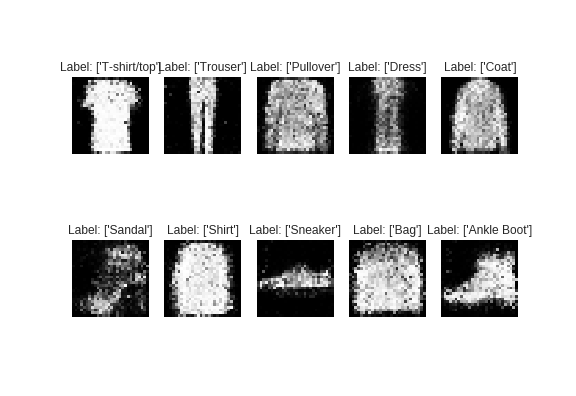 Label: ['T-shirt/top'] Label: ['Trouser'] Label: ['Pullover'] Label: ['Dress'] Label: ['Coat']
Label: ['Sandal'] Label: ['Shirt'] Label: ['Sneaker'] Label: ['Bag'] Label: ['Ankle Boot']